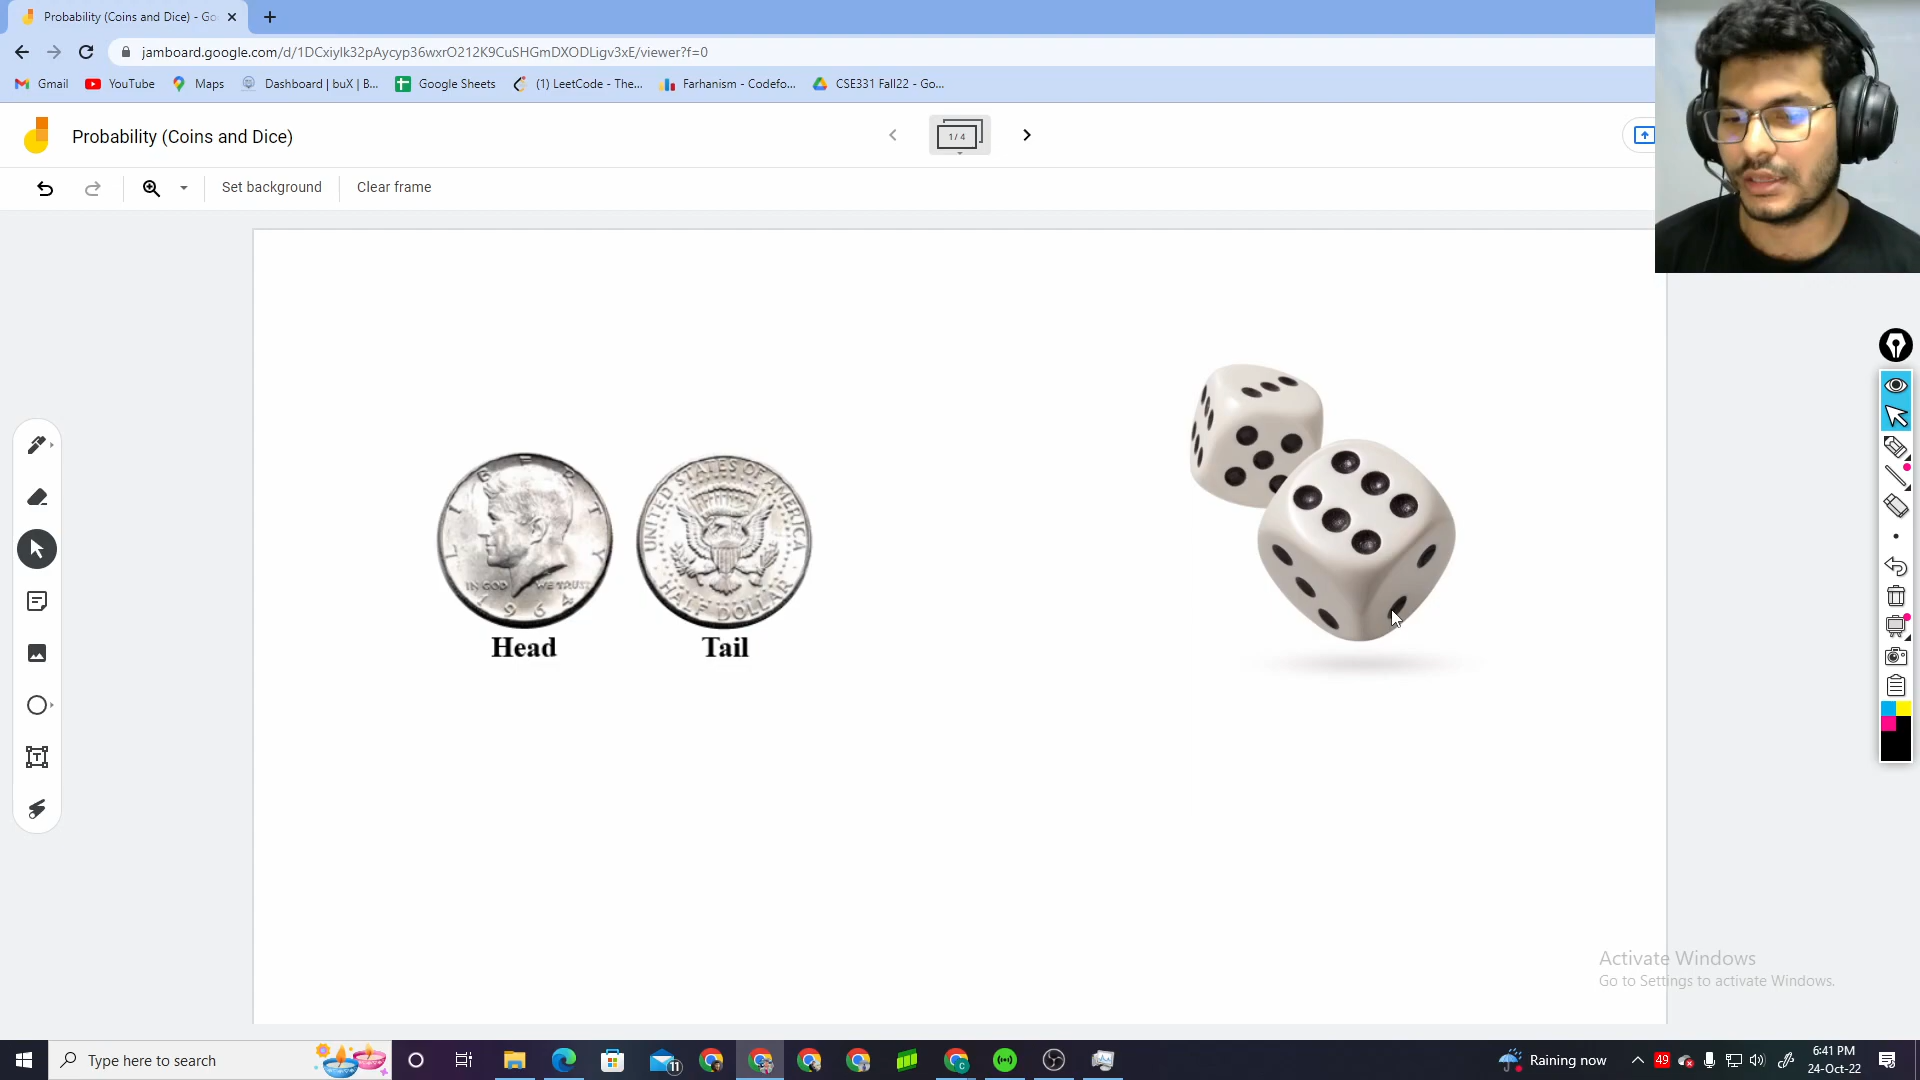 Probability (Coins and Dice) - Go
jamboard.google.com/d/1DCxiylk32pAycyp36wxrO212K9CuSHGmDXODLigv3xE/viewer?f=0
Gmail YouTube Maps Dashboard | buX | B... Google Sheets (1) LeetCode - The... Farhanism - Codefo... CSE331 Fall22 - Go...
Probability (Coins and Dice)
1 / 4
Set background Clear frame
LIBERTY
IN GOD WE TRUST
1964
UNITED STATES OF AMERICA
HALF DOLLAR
Head Tail
Activate Windows
Go to Settings to activate Windows.
Type here to search
11
C
Raining now
49
6:41 PM
24-Oct-22